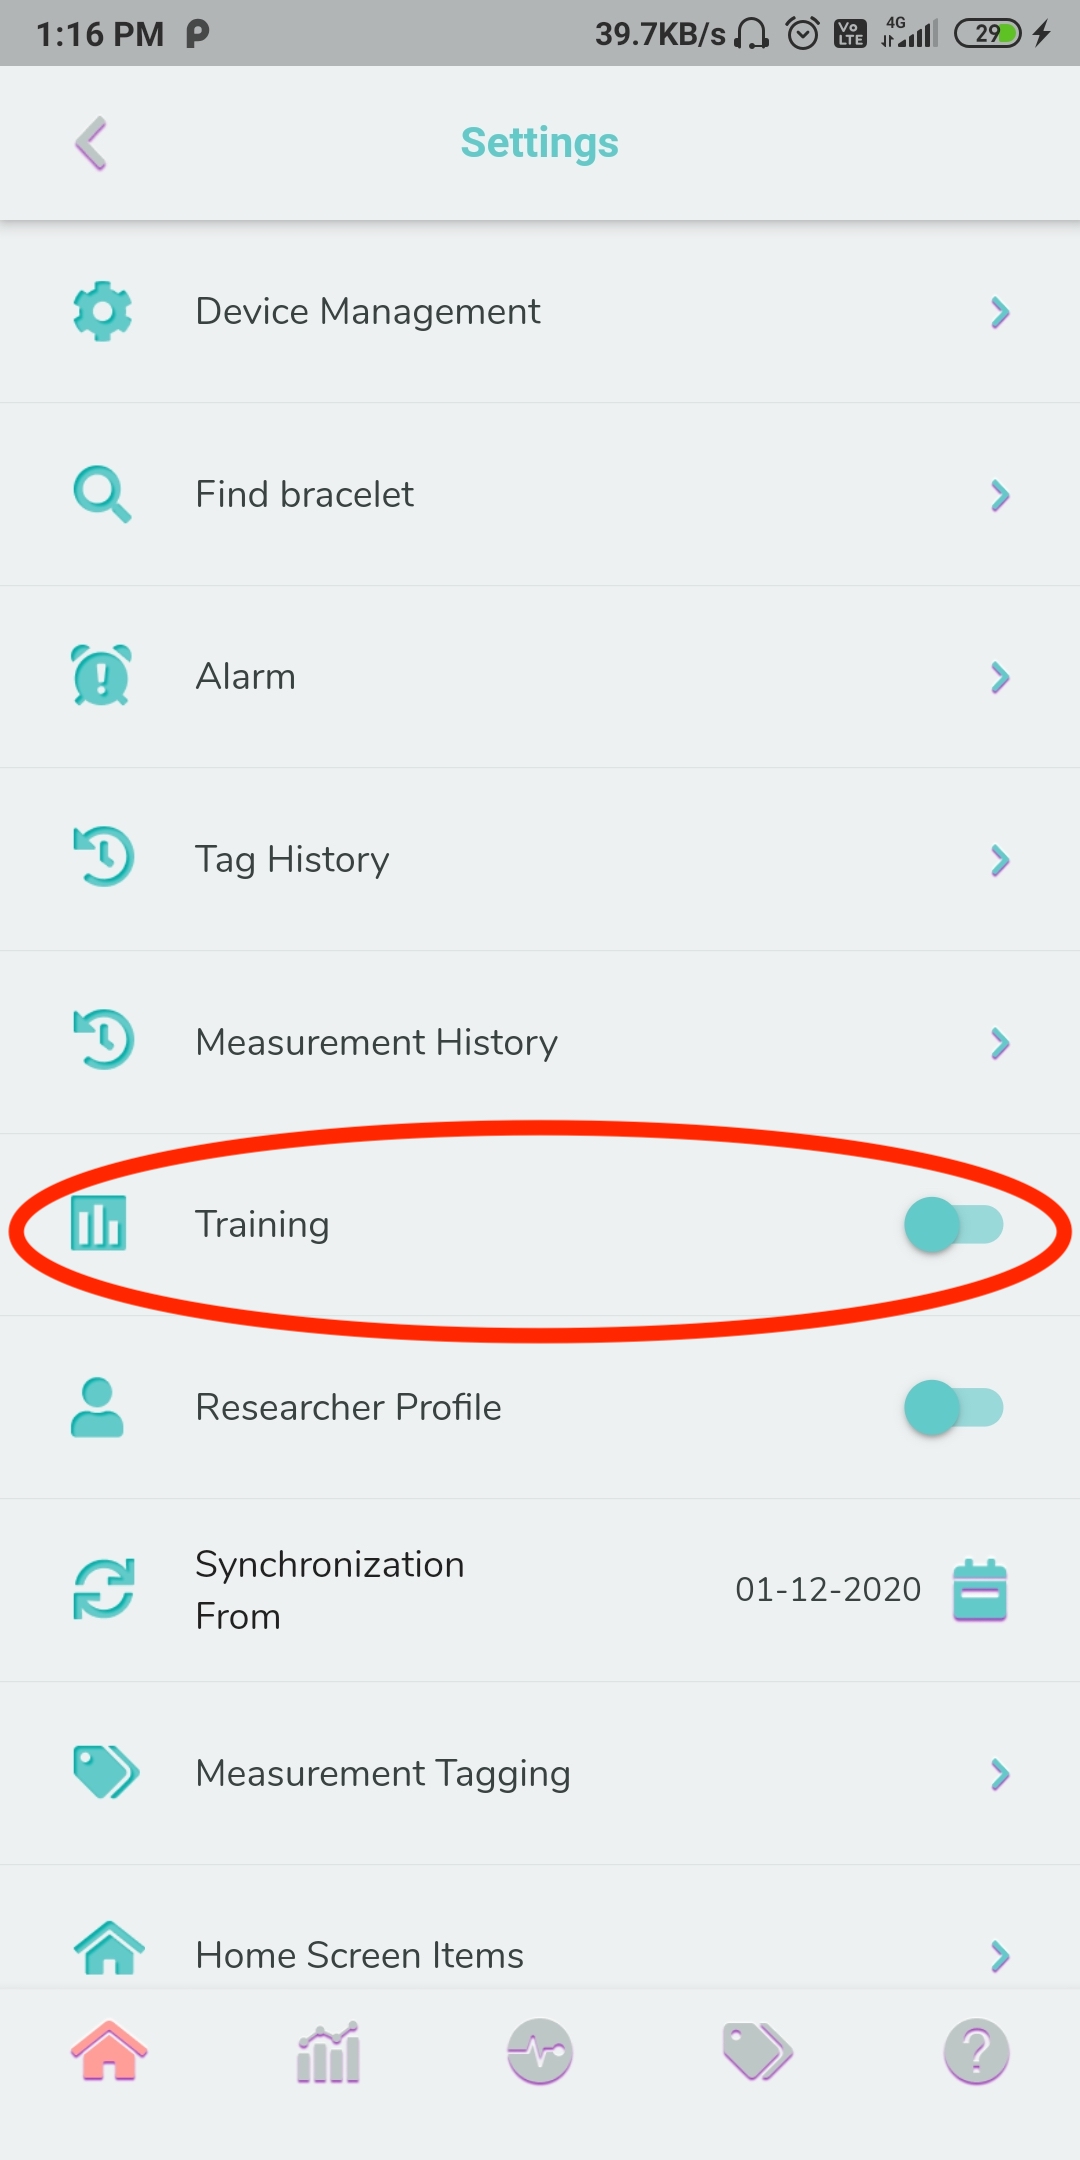 1:16 PM
39.7KB/s
Vo
LTE
4G
29
Settings
Device Management
Find bracelet
Alarm
Tag History
Measurement History
Training
Researcher Profile
Synchronization
From
01-12-2020
Measurement Tagging
Home Screen Items